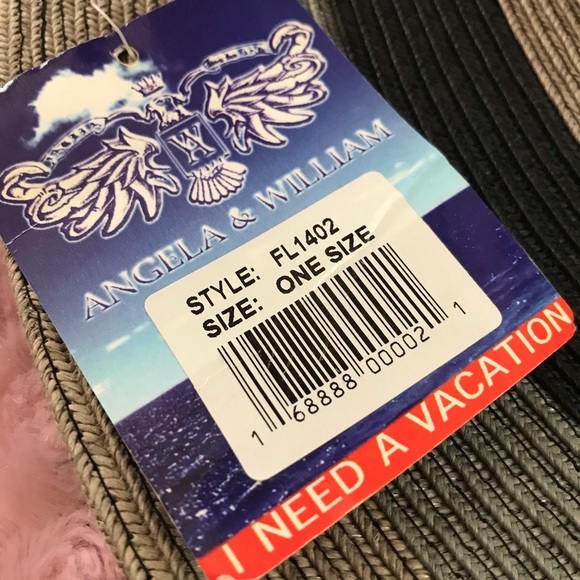 ANGELA & WILLIAM
STYLE: FL1402
SIZE: ONE SIZE
1 68888 00002 1
I NEED A VACATION